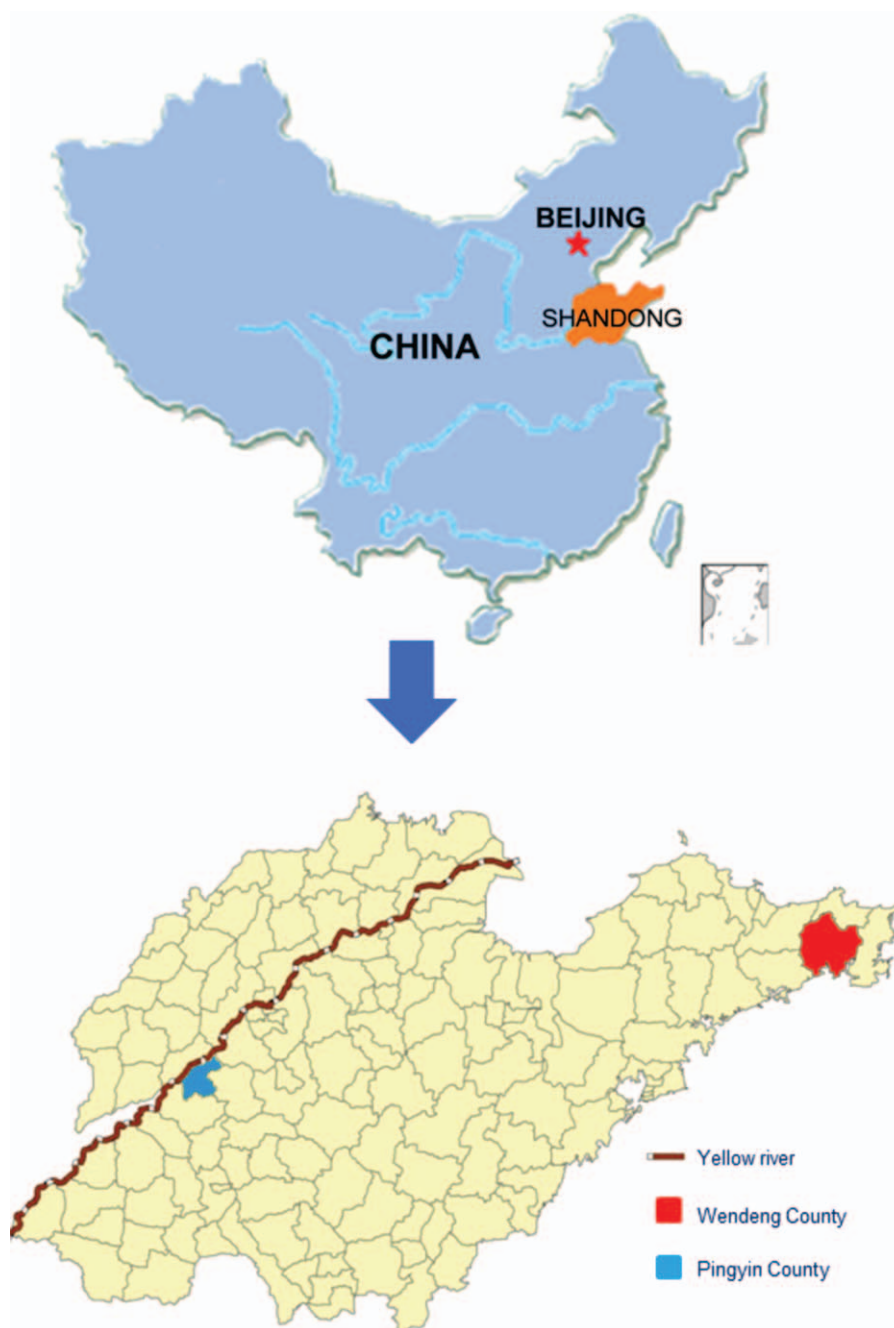 BEIJING
SHANDONG
CHINA
Yellow river
Wendeng County
Pingyin County